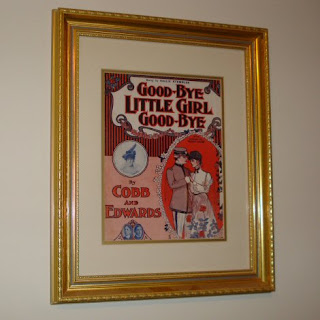 GOOD-BYE
LITTLE GIRL
GOOD-BYE
BY
COBB
AND
EDWARDS